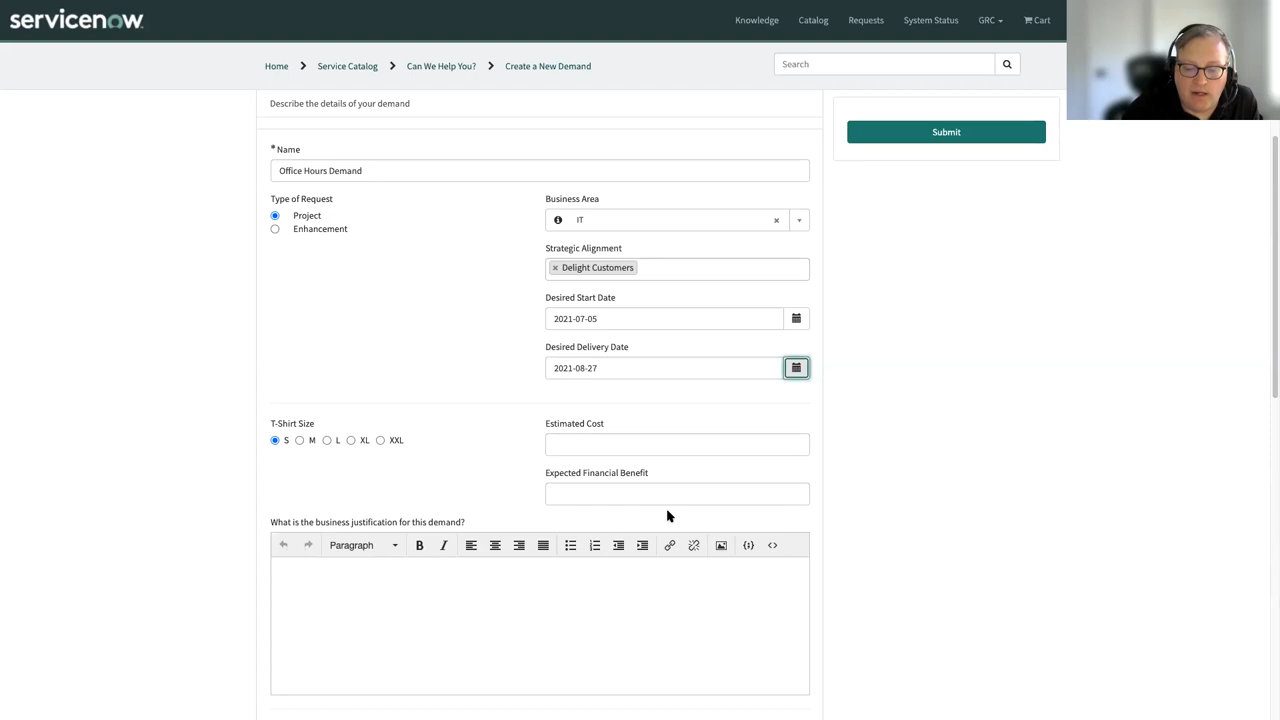 servicenow
Knowledge Catalog Requests System Status GRC Cart
Home Service Catalog Can We Help You? Create a New Demand
Search
Describe the details of your demand
Submit
* Name
Office Hours Demand
Type of Request
Project
Enhancement
Business Area
IT
Strategic Alignment
× Delight Customers
Desired Start Date
2021-07-05
Desired Delivery Date
2021-08-27
T-Shirt Size
S M L XL XXL
Estimated Cost
Expected Financial Benefit
What is the business justification for this demand?
Paragraph B I